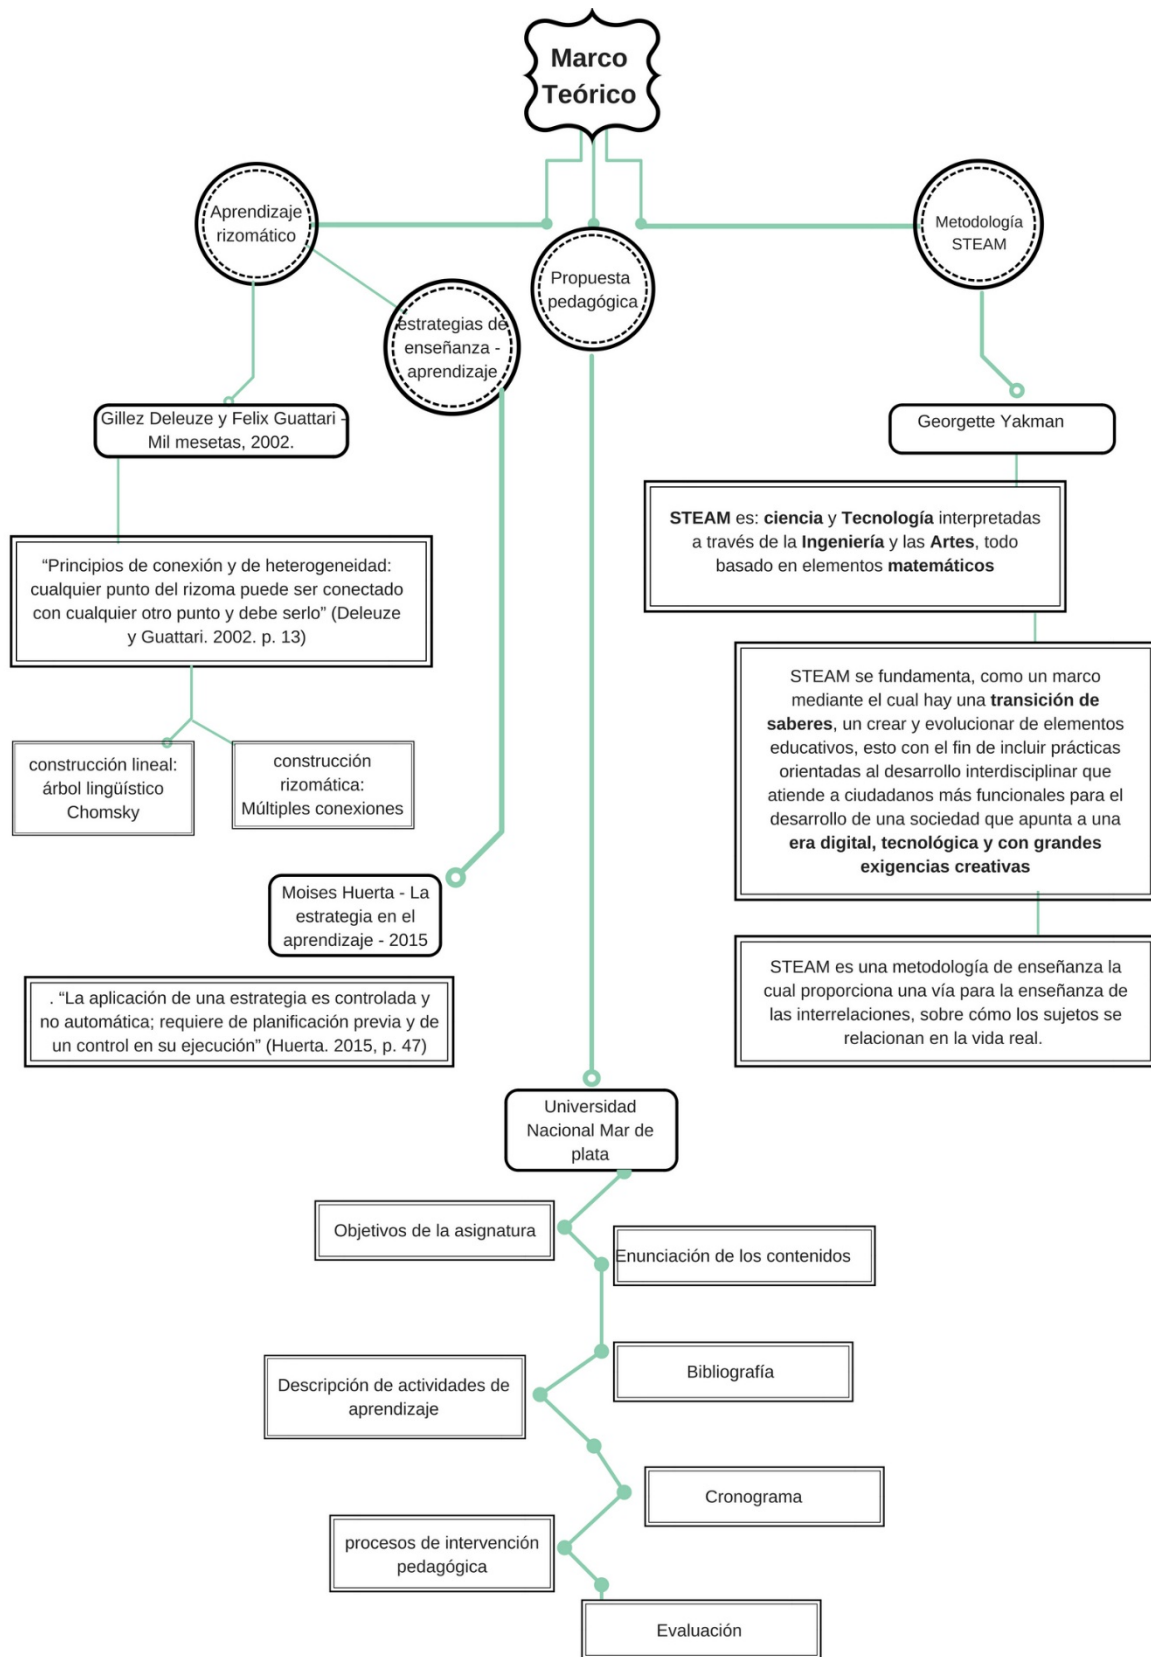 Marco
Teórico
Aprendizaje
rizomático
Metodología
STEAM
Propuesta
pedagógica
estrategias de
enseñanza -
aprendizaje
Gillez Deleuze y Felix Guattari -
Mil mesetas, 2002.
Georgette Yakman
“Principios de conexión y de heterogeneidad:
cualquier punto del rizoma puede ser conectado
con cualquier otro punto y debe serlo” (Deleuze
y Guattari. 2002. p. 13)
construcción lineal:
árbol lingüístico
Chomsky
construcción
rizomática:
Múltiples conexiones
STEAM es: ciencia y Tecnología interpretadas
a través de la Ingeniería y las Artes, todo
basado en elementos matemáticos
STEAM se fundamenta, como un marco
mediante el cual hay una transición de
saberes, un crear y evolucionar de elementos
educativos, esto con el fin de incluir prácticas
orientadas al desarrollo interdisciplinar que
atiende a ciudadanos más funcionales para el
desarrollo de una sociedad que apunta a una
era digital, tecnológica y con grandes
exigencias creativas
Moises Huerta - La
estrategia en el
aprendizaje - 2015
. “La aplicación de una estrategia es controlada y
no automática; requiere de planificación previa y de
un control en su ejecución” (Huerta. 2015, p. 47)
STEAM es una metodología de enseñanza la
cual proporciona una vía para la enseñanza de
las interrelaciones, sobre cómo los sujetos se
relacionan en la vida real.
Universidad
Nacional Mar de
plata
Objetivos de la asignatura
Enunciación de los contenidos
Bibliografía
Descripción de actividades de
aprendizaje
Cronograma
procesos de intervención
pedagógica
Evaluación